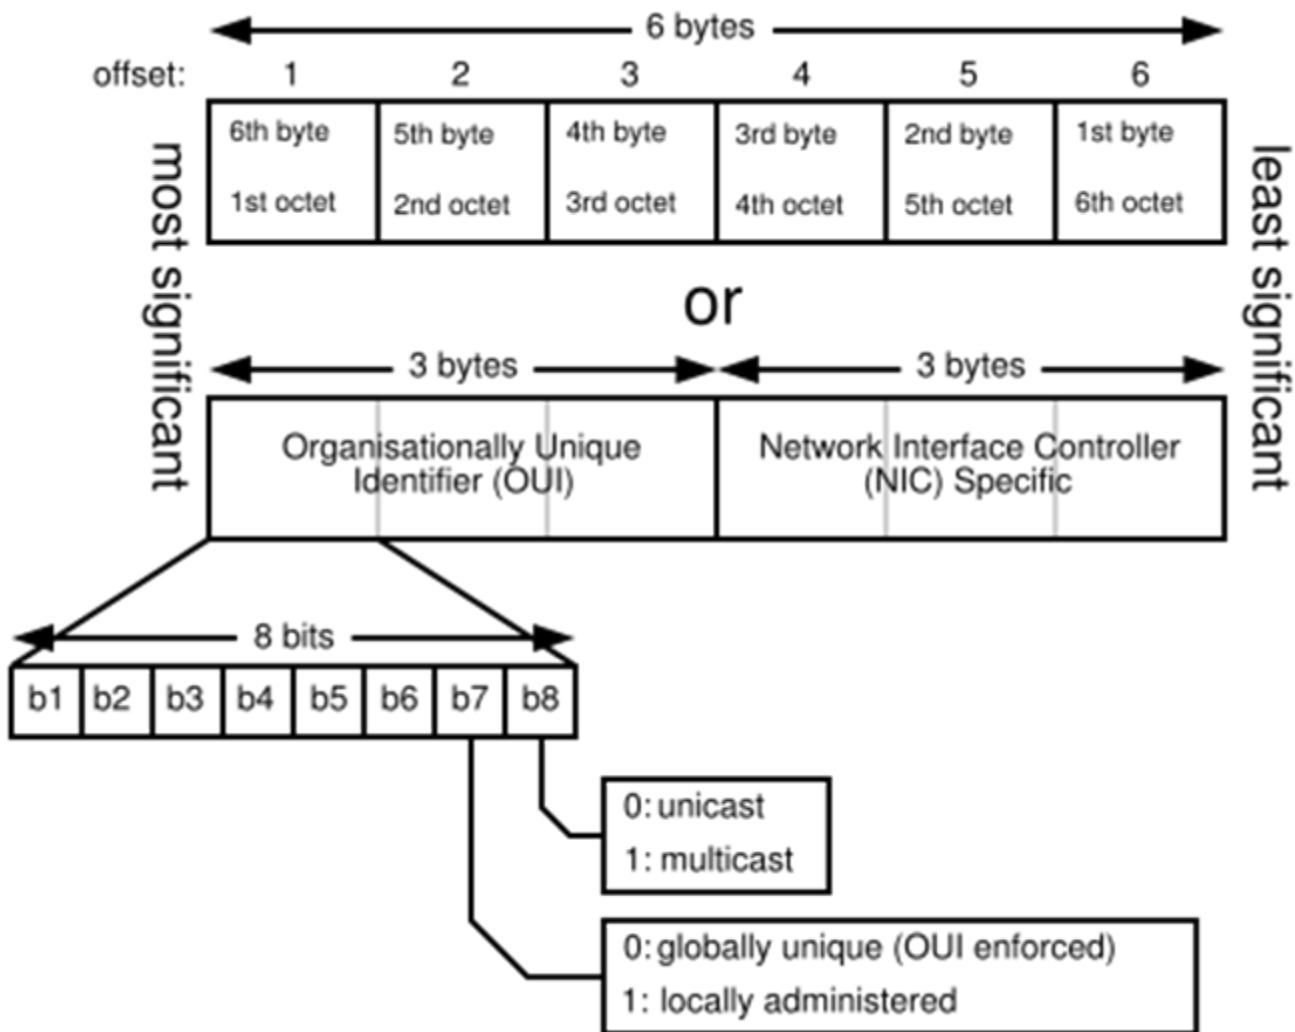 6 bytes
offset: 1 2 3 4 5 6
6th byte 5th byte 4th byte 3rd byte 2nd byte 1st byte
1st octet 2nd octet 3rd octet 4th octet 5th octet 6th octet
most significant
least significant
or
3 bytes 3 bytes
Organisationally Unique
Identifier (OUI)
Network Interface Controller
(NIC) Specific
8 bits
b1 b2 b3 b4 b5 b6 b7 b8
0: unicast
1: multicast
0: globally unique (OUI enforced)
1: locally administered